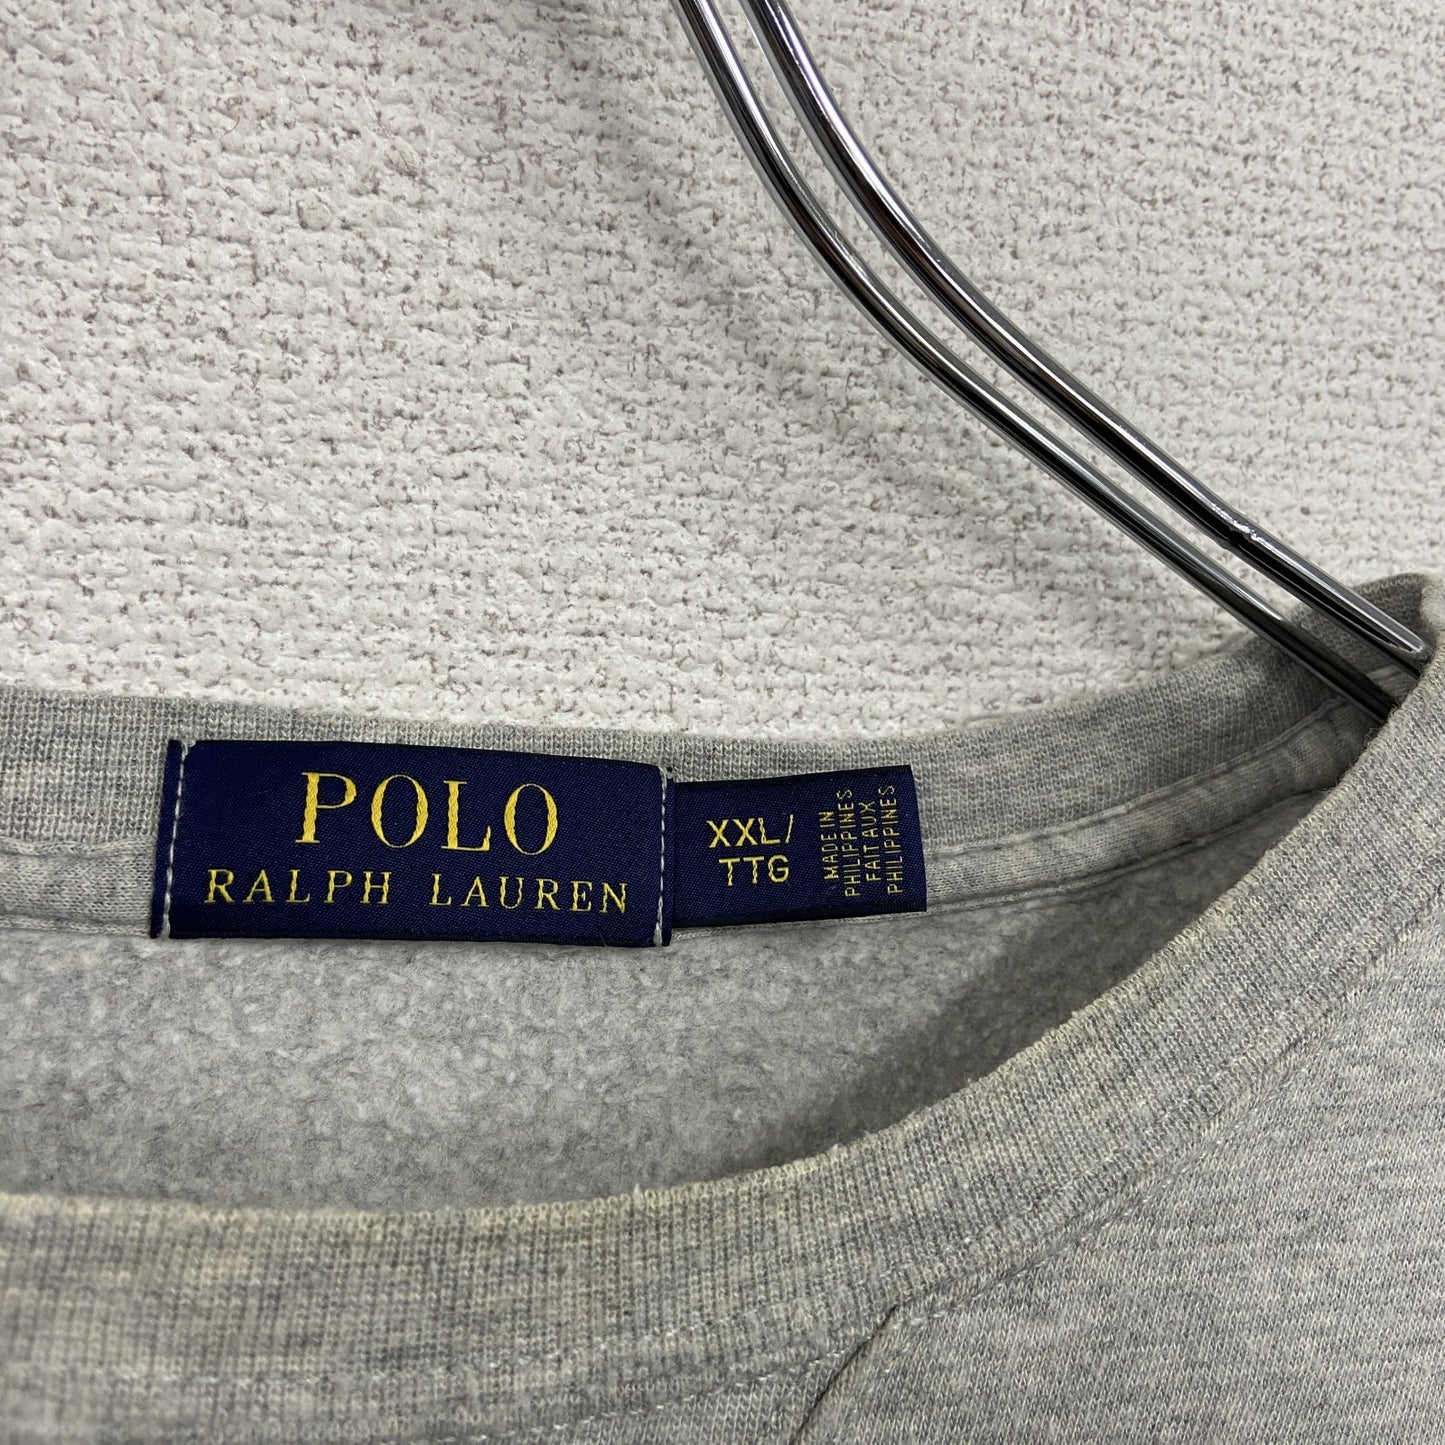 POLO
RALPH LAUREN
XXL/
TTG
MADE IN
PHILIPPINES
FAIT AUX
PHILIPPINES